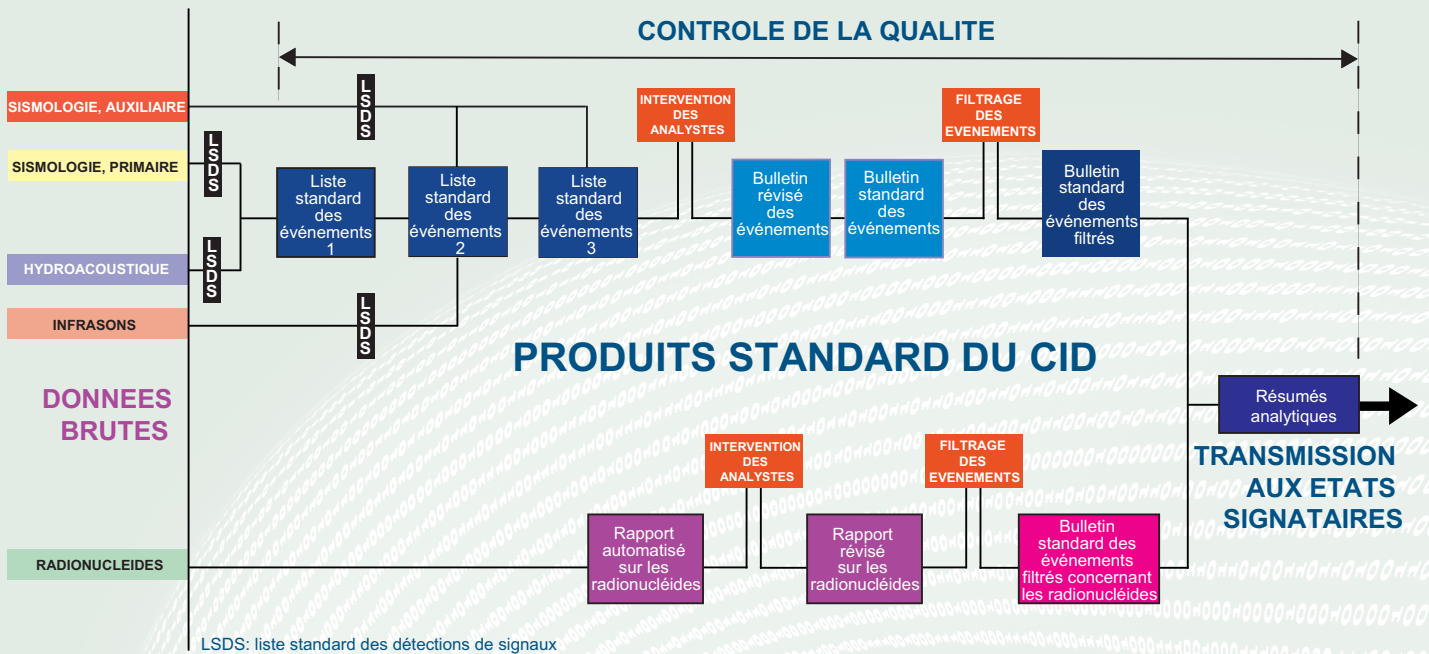 CONTROLE DE LA QUALITE
SISMOLOGIE, AUXILIAIRE
LSDS
INTERVENTION
DES
ANALYSTES
FILTRAGE
DES
EVENEMENTS
SISMOLOGIE, PRIMAIRE
LSDS
Liste
standard
des
événements
1
Liste
standard
des
événements
2
Liste
standard
des
événements
3
Bulletin
révisé
des
événements
Bulletin
standard
des
événements
Bulletin
standard
des
événements
filtrés
HYDROACOUSTIQUE
LSDS
INFRASONS
LSDS
PRODUITS STANDARD DU CID
DONNEES
BRUTES
Résumés
analytiques
INTERVENTION
DES
ANALYSTES
FILTRAGE
DES
EVENEMENTS
TRANSMISSION
AUX ETATS
SIGNATAIRES
RADIONUCLEIDES
Rapport
automatisé
sur les
radionucléides
Rapport
révisé
sur les
radionucléides
Bulletin
standard des
événements
filtrés concernant
les radionucléides
LSDS: liste standard des détections de signaux